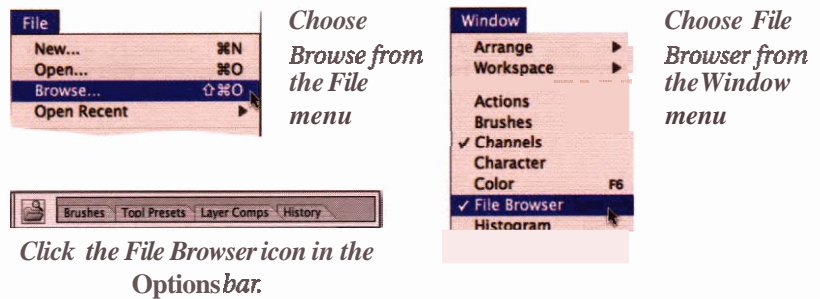 File
New... ⌘N
Open... ⌘O
Browse... ⇧⌘O
Open Recent
Choose
Browse from
the File
menu
Window
Arrange
Workspace
Actions
Brushes
✓ Channels
Character
Color F6
✓ File Browser
Histogram
Choose File
Browser from
the Window
menu
Brushes Tool Presets Layer Comps History
Click the File Browser icon in the
Options bar.